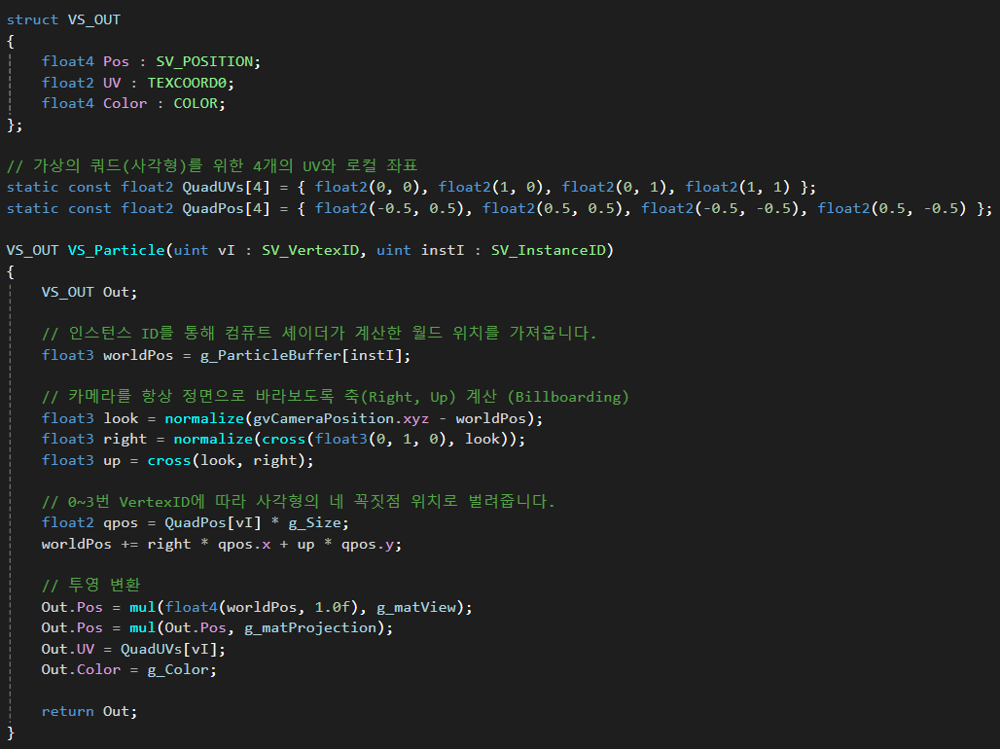 struct VS_OUT
{
    float4 Pos : SV_POSITION;
    float2 UV : TEXCOORD0;
    float4 Color : COLOR;
};

// 가상의 쿼드(사각형)를 위한 4개의 UV와 로컬 좌표
static const float2 QuadUVs[4] = { float2(0, 0), float2(1, 0), float2(0, 1), float2(1, 1) };
static const float2 QuadPos[4] = { float2(-0.5, 0.5), float2(0.5, 0.5), float2(-0.5, -0.5), float2(0.5, -0.5) };

VS_OUT VS_Particle(uint vI : SV_VertexID, uint instI : SV_InstanceID)
{
    VS_OUT Out;

    // 인스턴스 ID를 통해 컴퓨트 셰이더가 계산한 월드 위치를 가져옵니다.
    float3 worldPos = g_ParticleBuffer[instI];

    // 카메라를 항상 정면으로 바라보도록 축(Right, Up) 계산 (Billboarding)
    float3 look = normalize(gvCameraPosition.xyz - worldPos);
    float3 right = normalize(cross(float3(0, 1, 0), look));
    float3 up = cross(look, right);

    // 0~3번 VertexID에 따라 사각형의 네 꼭짓점 위치로 벌려줍니다.
    float2 qpos = QuadPos[vI] * g_Size;
    worldPos += right * qpos.x + up * qpos.y;

    // 투영 변환
    Out.Pos = mul(float4(worldPos, 1.0f), g_matView);
    Out.Pos = mul(Out.Pos, g_matProjection);
    Out.UV = QuadUVs[vI];
    Out.Color = g_Color;

    return Out;
}